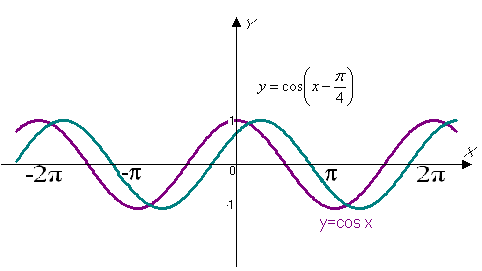 Y
y = cos(x − π/4)
1
X
-2π -π 0 π 2π
-1
y=cos x